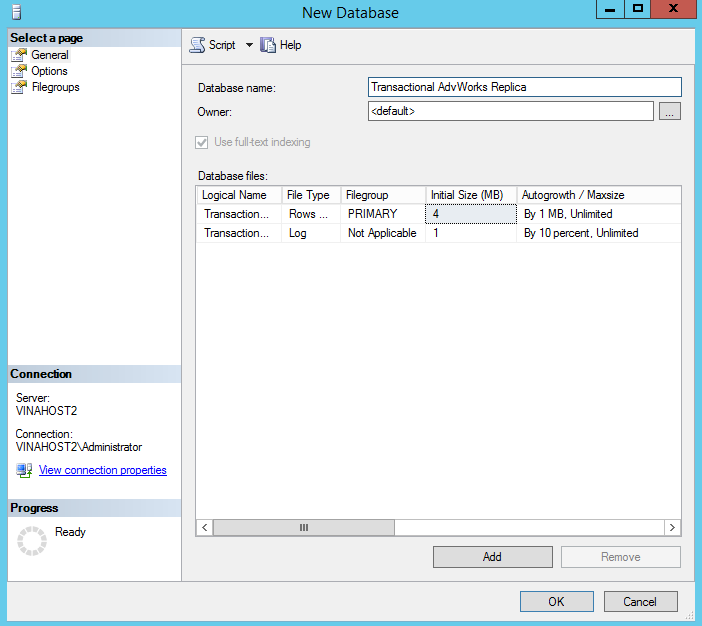 New Database
Select a page
General
Options
Filegroups
Script
Help
Database name:
Transactional AdvWorks Replica
Owner:
<default>
...
Use full-text indexing
Database files:
Logical Name File Type Filegroup Initial Size (MB) Autogrowth / Maxsize
Transaction... Rows ... PRIMARY 4 By 1 MB, Unlimited
Transaction... Log Not Applicable 1 By 10 percent, Unlimited
Connection
Server:
VINAHOST2
Connection:
VINAHOST2\Administrator
View connection properties
Progress
Ready
Add
Remove
OK
Cancel